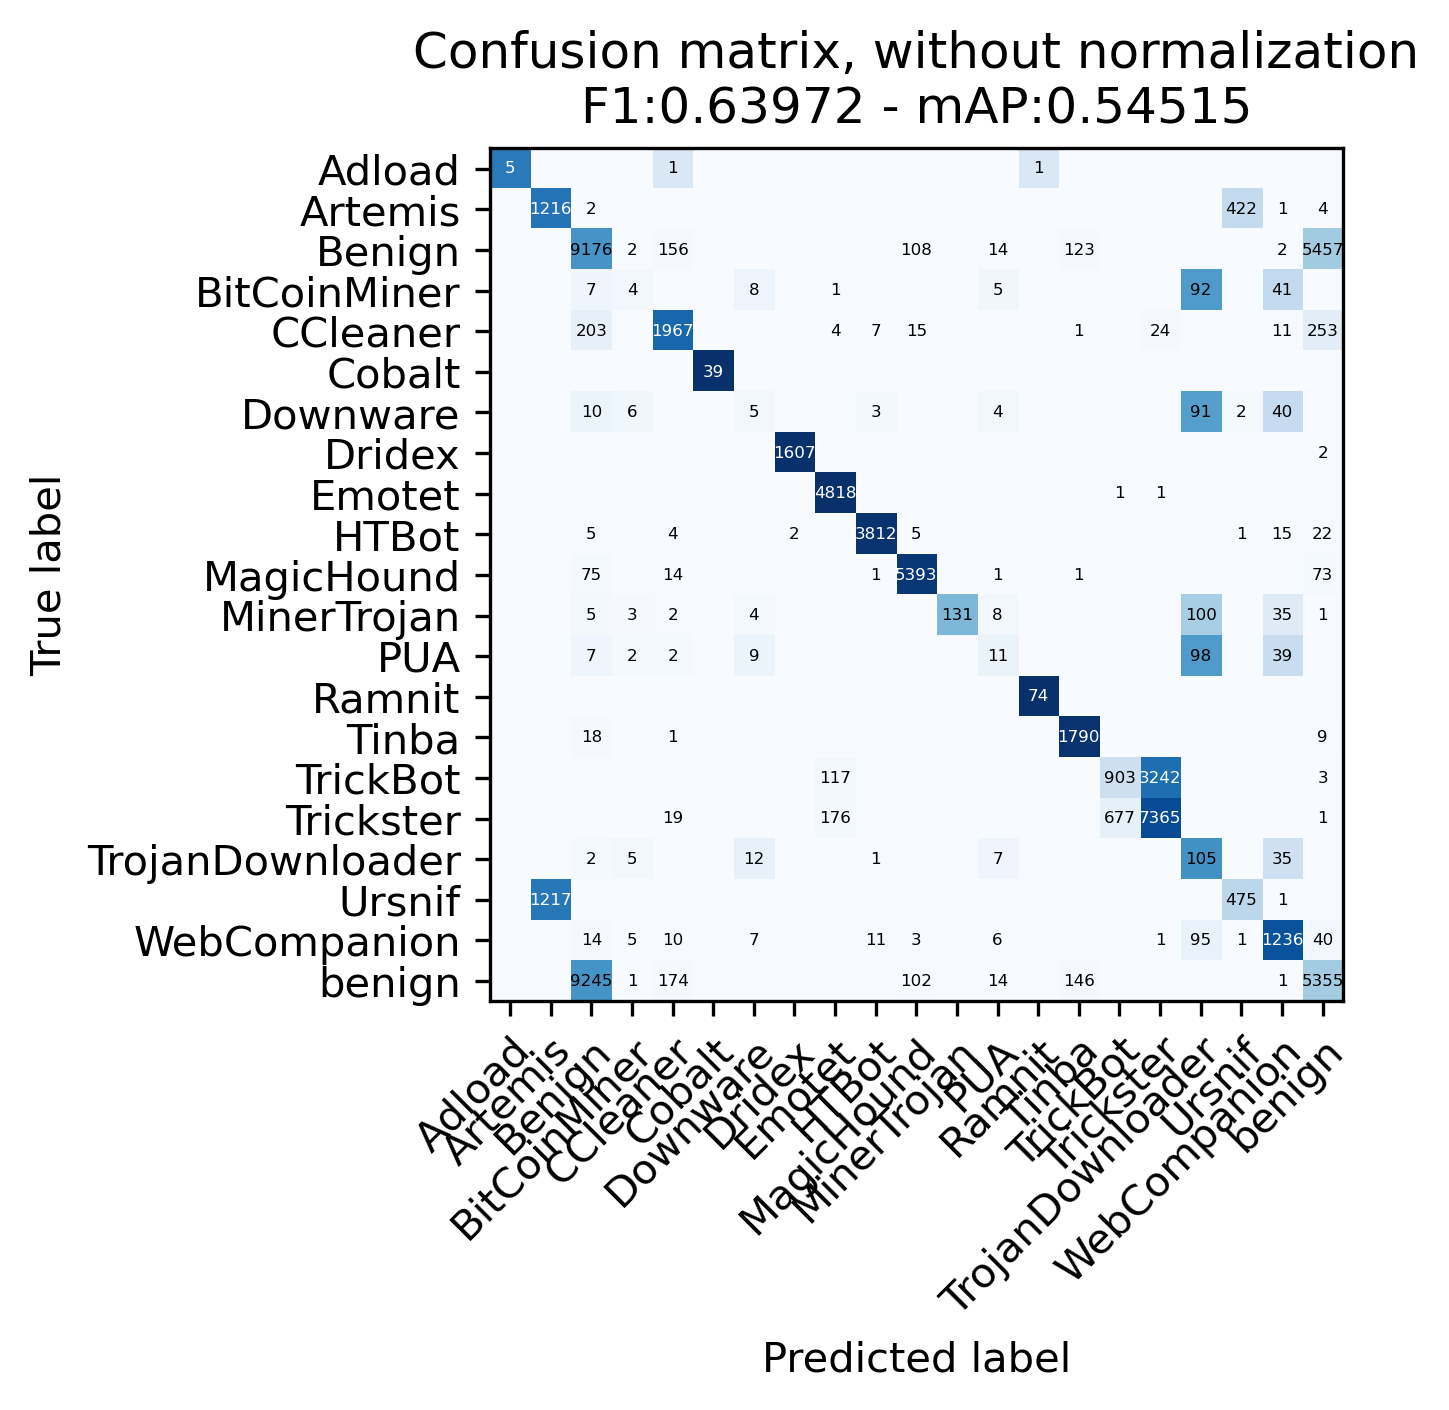 Confusion matrix, without normalization
F1:0.63972 - mAP:0.54515
True label
Adload 5 1 1
Artemis 1216 2 422 1 4
Benign 9176 2 156 108 14 123 2 5457
BitCoinMiner 7 4 8 1 5 92 41
CCleaner 203 1967 4 7 15 1 24 11 253
Cobalt 39
Downware 10 6 5 3 4 91 2 40
Dridex 1607 2
Emotet 4818 1 1
HTBot 5 4 2 3812 5 1 15 22
MagicHound 75 14 1 5393 1 1 73
MinerTrojan 5 3 2 4 131 8 100 35 1
PUA 7 2 2 9 11 98 39
Ramnit 74
Tinba 18 1 1790 9
TrickBot 117 903 3242 3
Trickster 19 176 677 7365 1
TrojanDownloader 2 5 12 1 7 105 35
Ursnif 1217 475 1
WebCompanion 14 5 10 7 11 3 6 1 95 1 1236 40
benign 9245 1 174 102 14 146 1 5355
Adload
Artemis
Benign
BitCoinMiner
CCleaner
Cobalt
Downware
Dridex
Emotet
HTBot
MagicHound
MinerTrojan
PUA
Ramnit
Tinba
TrickBot
Trickster
TrojanDownloader
Ursnif
WebCompanion
benign
Predicted label